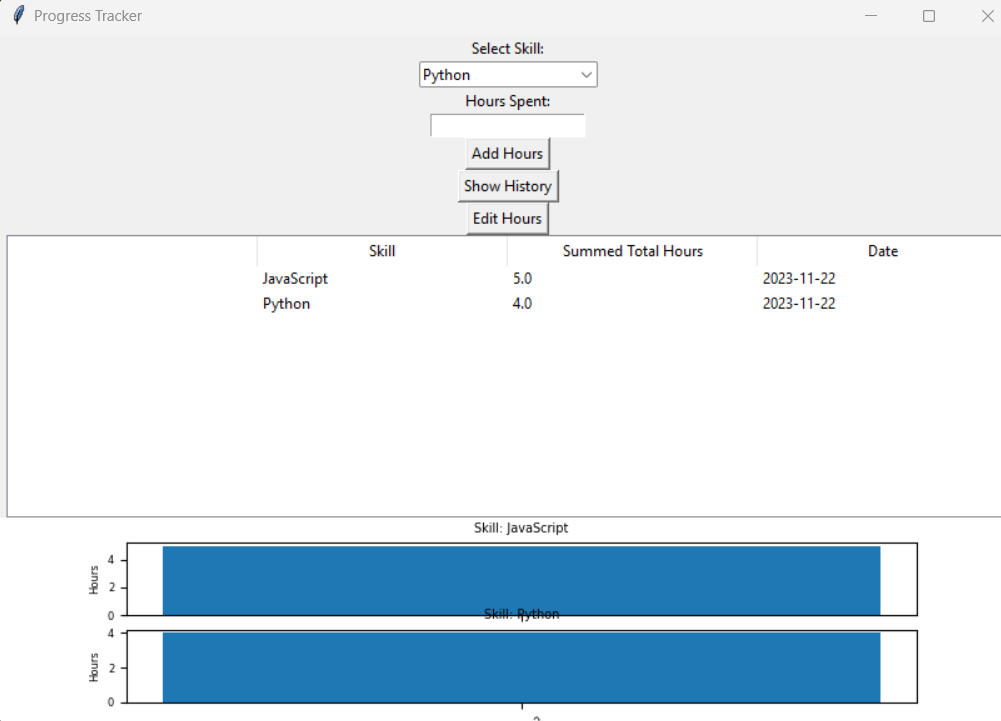 Progress Tracker
Select Skill:
Python
Hours Spent:
Add Hours
Show History
Edit Hours
Skill Summed Total Hours Date
JavaScript 5.0 2023-11-22
Python 4.0 2023-11-22
Skill: JavaScript
Hours
4
2
0
Skill: Python
Hours
4
2
0